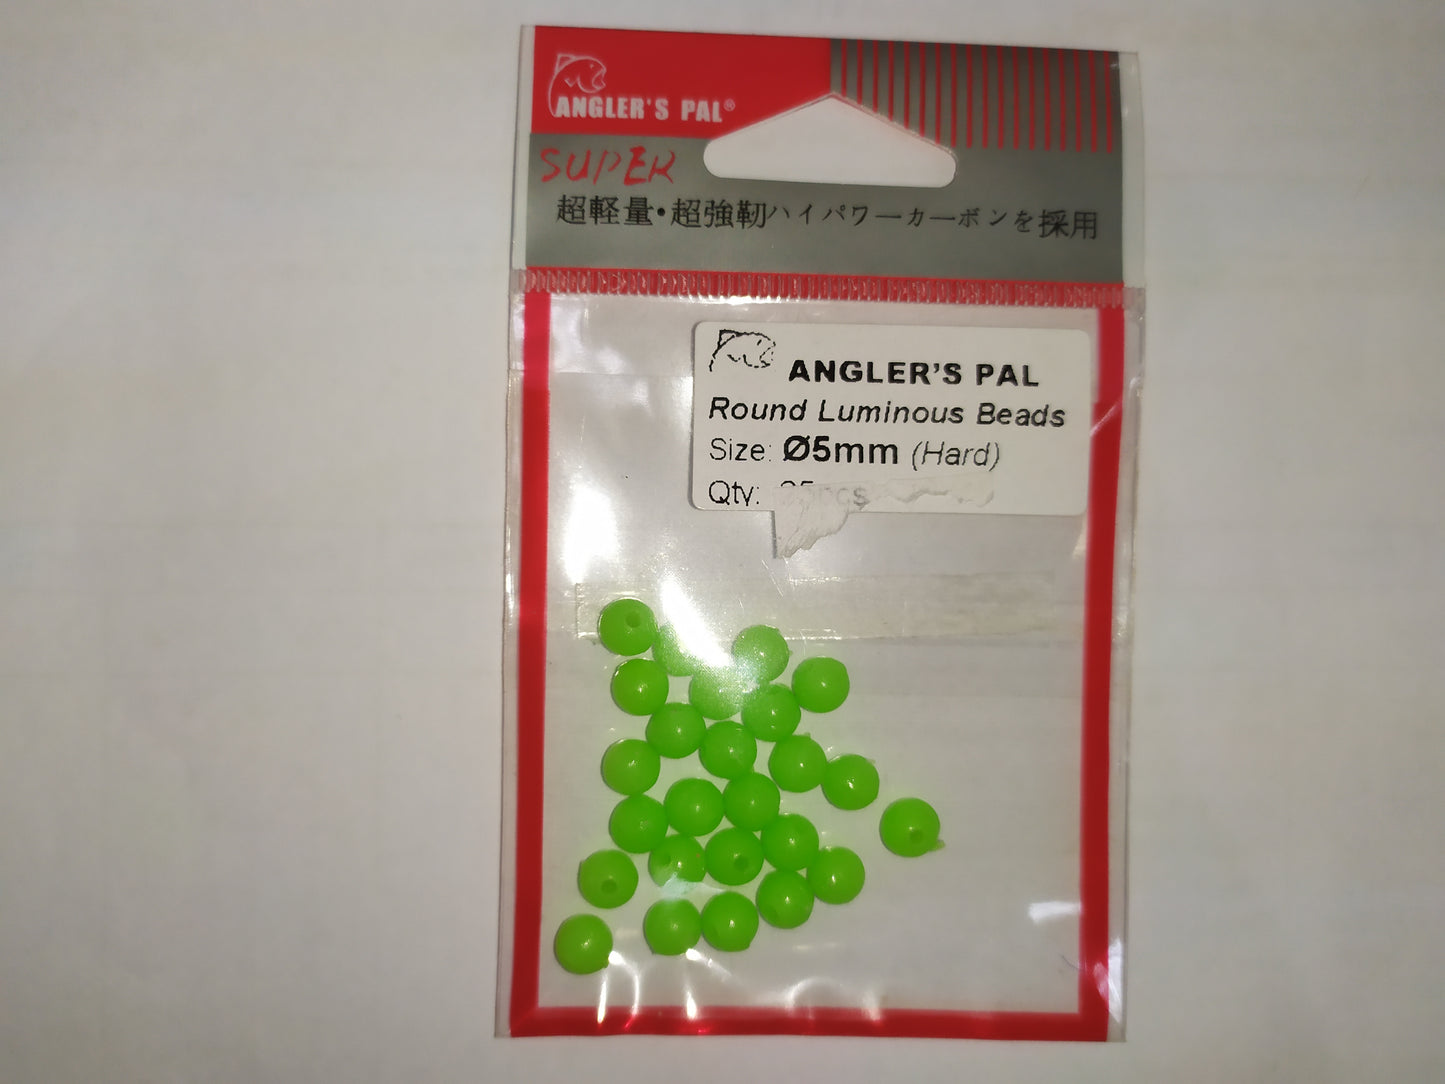 ANGLER'S PAL®
SUPER
超軽量・超強靭ハイパワーカーボンを採用
ANGLER'S PAL
Round Luminous Beads
Size: Ø5mm (Hard)
Qty: 25pcs